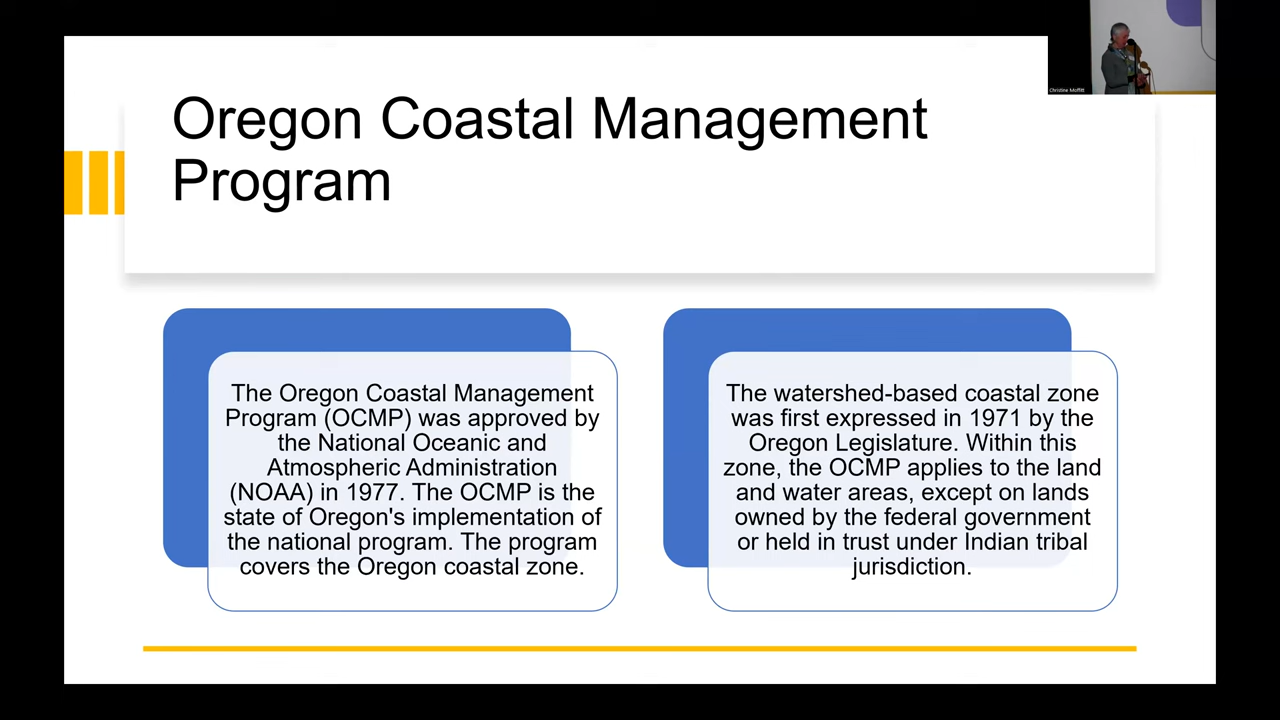 Oregon Coastal Management
Program
Christine Moffitt
The Oregon Coastal Management
Program (OCMP) was approved by
the National Oceanic and
Atmospheric Administration
(NOAA) in 1977. The OCMP is the
state of Oregon's implementation of
the national program. The program
covers the Oregon coastal zone.
The watershed-based coastal zone
was first expressed in 1971 by the
Oregon Legislature. Within this
zone, the OCMP applies to the land
and water areas, except on lands
owned by the federal government
or held in trust under Indian tribal
jurisdiction.